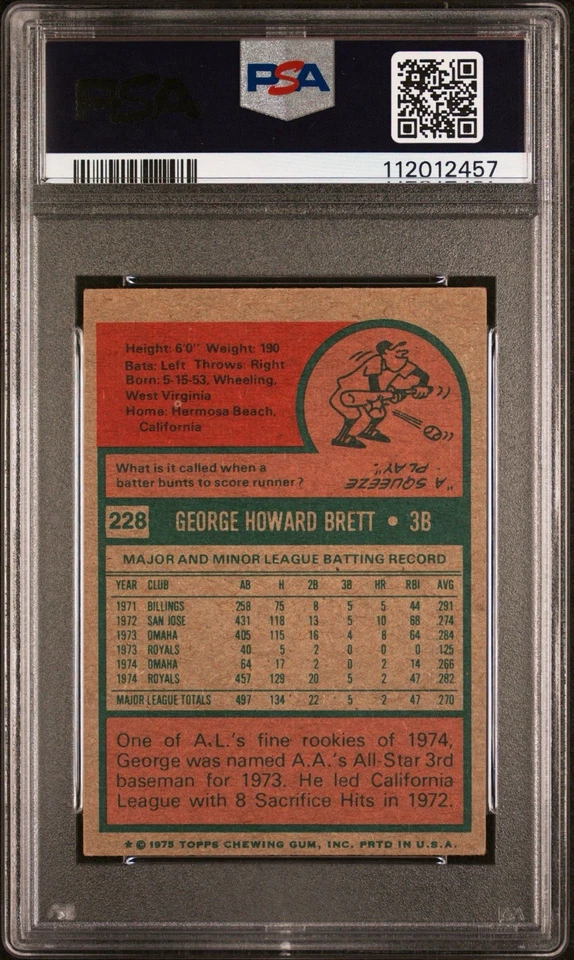 PSA
PSA
112012457
Height: 6'0" Weight: 190
Bats: Left Throws: Right
Born: 5-15-53, Wheeling,
West Virginia
Home: Hermosa Beach,
California
What is it called when a
batter bunts to score runner?
"A SQUEEZE
PLAY".
228 GEORGE HOWARD BRETT • 3B
MAJOR AND MINOR LEAGUE BATTING RECORD
YEAR CLUB AB H 2B 3B HR RBI AVG
1971 BILLINGS 258 75 8 5 5 44 .291
1972 SAN JOSE 431 118 13 5 10 68 .274
1973 OMAHA 405 115 16 4 8 64 .284
1973 ROYALS 40 5 2 0 0 0 .125
1974 OMAHA 64 17 2 0 2 14 .266
1974 ROYALS 457 129 20 5 2 47 .282
MAJOR LEAGUE TOTALS 497 134 22 5 2 47 .270
One of A.L.'s fine rookies of 1974,
George was named A.A.'s All-Star 3rd
baseman for 1973. He led California
League with 8 Sacrifice Hits in 1972.
★ © 1975 TOPPS CHEWING GUM, INC. PRTD IN U.S.A.